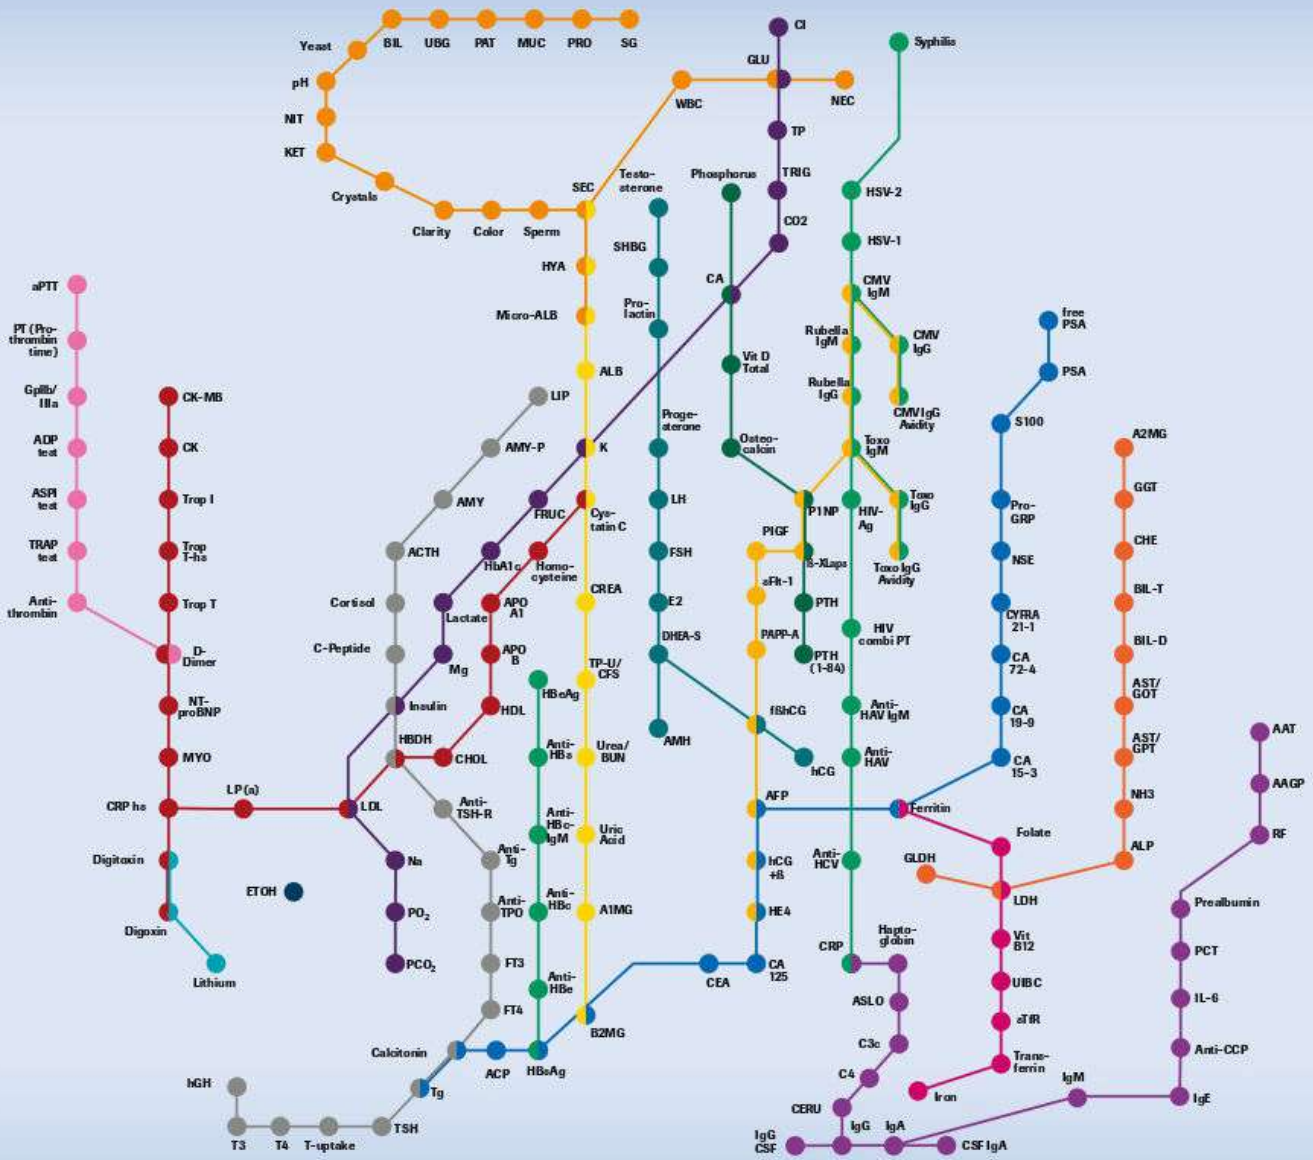 BIL
UBG
PAT
MUC
PRO
SG
Yeast
pH
NIT
KET
Crystals
Clarity
Color
Sperm
SEC
WBC
GLU
NEC
CI
TP
TRIG
CO2
Syphilis
HSV-2
HSV-1
CMV
IgM
CMV
IgG
CMV IgG
Avidity
Rubella
IgM
Rubella
IgG
Toxo
IgM
Toxo
IgG
Toxo IgG
Avidity
HYA
Micro-ALB
ALB
K
Cys-
tatin C
CREA
TP-U/
CFS
Urea/
BUN
Uric
Acid
A1MG
B2MG
Testo-
sterone
SHBG
Pro-
lactin
Proge-
sterone
LH
FSH
E2
DHEA-S
AMH
fßhCG
hCG
Phosphorus
CA
Vit D
Total
Osteo-
calcin
P1NP
ß-XLaps
PTH
PTH
(1-84)
PlGF
sFlt-1
PAPP-A
AFP
hCG
+ß
HE4
CA
125
CEA
HIV-
Ag
HIV
combi PT
Anti-
HAV IgM
Anti-
HAV
Anti-
HCV
CRP
Hapto-
globin
ASLO
C3c
C4
CERU
IgG
IgA
IgG
CSF
CSF IgA
IgM
IgE
Anti-CCP
IL-6
PCT
Prealbumin
RF
AAGP
AAT
free
PSA
PSA
S100
Pro-
GRP
NSE
CYFRA
21-1
CA
72-4
CA
19-9
CA
15-3
Ferritin
Folate
GLDH
LDH
Vit
B12
UIBC
sTfR
Trans-
ferrin
Iron
A2MG
GGT
CHE
BIL-T
BIL-D
AST/
GOT
AST/
GPT
NH3
ALP
aPTT
PT (Pro-
thrombin
time)
GpIIb/
IIIa
ADP
test
ASPI
test
TRAP
test
Anti-
thrombin
D-
Dimer
CK-MB
CK
Trop I
Trop
T-hs
Trop T
NT-
proBNP
MYO
CRP hs
LP (a)
LDL
Digitoxin
Digoxin
Lithium
ETOH
LIP
AMY-P
AMY
ACTH
Cortisol
C-Peptide
Insulin
HBDH
CHOL
HDL
APO
B
APO
A1
Homo-
cysteine
FRUC
HbA1c
Lactate
Mg
Na
PO2
PCO2
Anti-
TSH-R
Anti-
Tg
Anti-
TPO
FT3
FT4
Calcitonin
ACP
HBsAg
Tg
TSH
T-uptake
T4
T3
hGH
HBeAg
Anti-
HBs
Anti-
HBc-
IgM
Anti-
HBc
Anti-
HBe